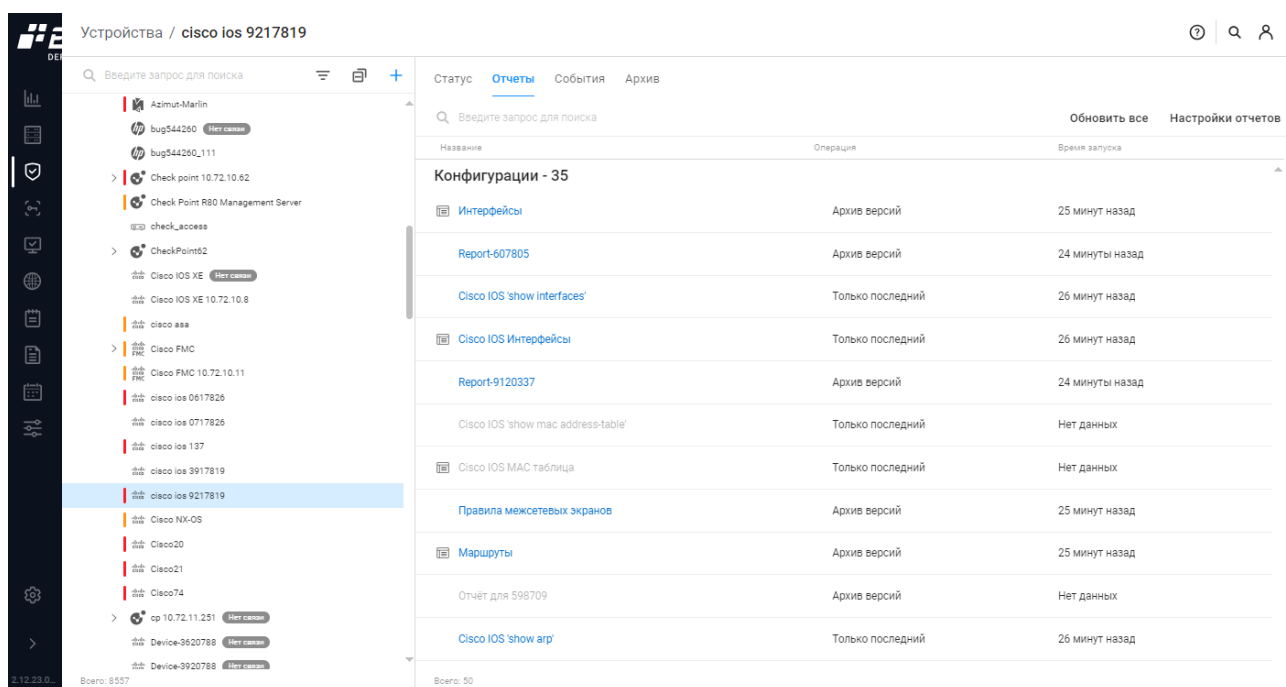 Устройства / cisco ios 9217819
Введите запрос для поиска
Azimut-Marlin
bug544260 Нет связи
bug544260_111
Check point 10.72.10.62
Check Point R80 Management Server
check_access
CheckPoint62
Cisco IOS XE Нет связи
Cisco IOS XE 10.72.10.8
cisco asa
FMC Cisco FMC
FMC Cisco FMC 10.72.10.11
cisco ios 0617826
cisco ios 0717826
cisco ios 137
cisco ios 3917819
cisco ios 9217819
Cisco NX-OS
Cisco20
Cisco21
Cisco74
cp 10.72.11.251 Нет связи
Device-3620788 Нет связи
Device-3920788 Нет связи
Всего: 8557
2.12.23.0...
Статус Отчеты События Архив
Введите запрос для поиска Обновить все Настройки отчетов
Название Операция Время запуска
Конфигурации - 35
Интерфейсы Архив версий 25 минут назад
Report-607805 Архив версий 24 минуты назад
Cisco IOS 'show interfaces' Только последний 26 минут назад
Cisco IOS Интерфейсы Только последний 26 минут назад
Report-9120337 Архив версий 24 минуты назад
Cisco IOS 'show mac address-table' Только последний Нет данных
Cisco IOS MAC таблица Только последний Нет данных
Правила межсетевых экранов Архив версий 25 минут назад
Маршруты Архив версий 25 минут назад
Отчёт для 598709 Архив версий Нет данных
Cisco IOS 'show arp' Только последний 26 минут назад
Всего: 50